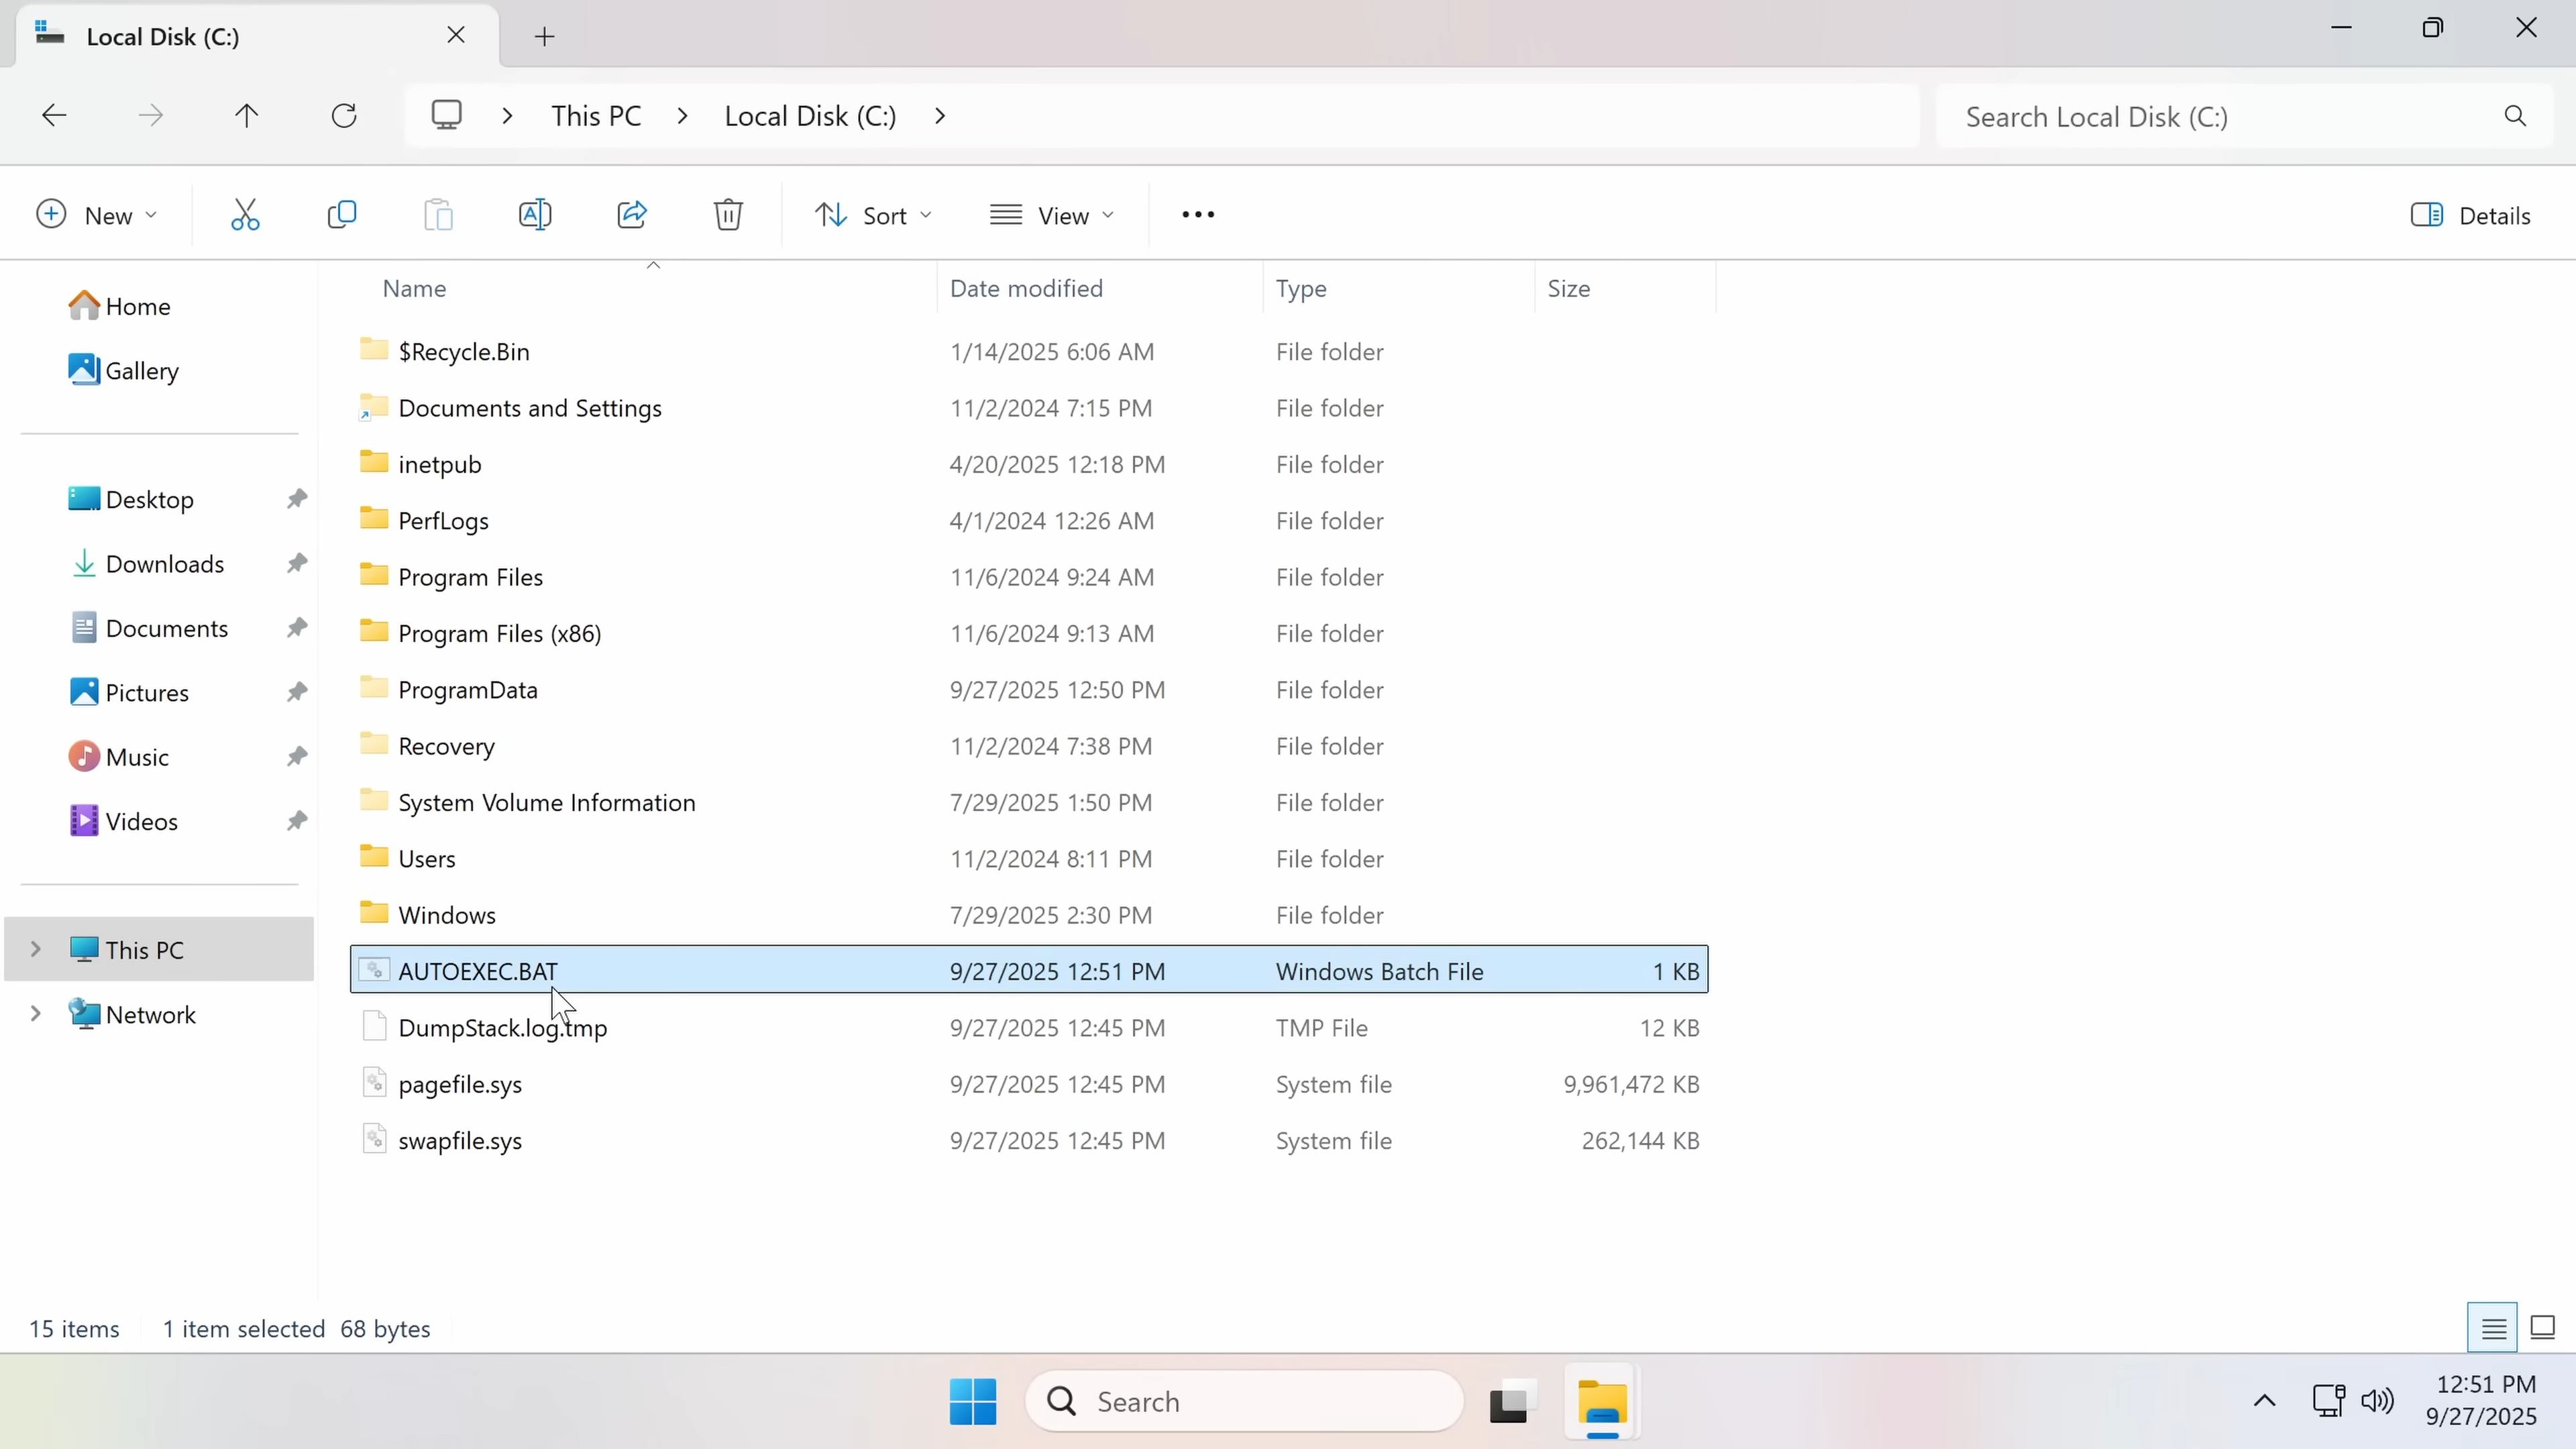 Local Disk (C:)
This PC Local Disk (C:) Search Local Disk (C:)
New Sort View Details
Name Date modified Type Size
Home
Gallery
Desktop
Downloads
Documents
Pictures
Music
Videos
This PC
Network
$Recycle.Bin 1/14/2025 6:06 AM File folder
Documents and Settings 11/2/2024 7:15 PM File folder
inetpub 4/20/2025 12:18 PM File folder
PerfLogs 4/1/2024 12:26 AM File folder
Program Files 11/6/2024 9:24 AM File folder
Program Files (x86) 11/6/2024 9:13 AM File folder
ProgramData 9/27/2025 12:50 PM File folder
Recovery 11/2/2024 7:38 PM File folder
System Volume Information 7/29/2025 1:50 PM File folder
Users 11/2/2024 8:11 PM File folder
Windows 7/29/2025 2:30 PM File folder
AUTOEXEC.BAT 9/27/2025 12:51 PM Windows Batch File 1 KB
DumpStack.log.tmp 9/27/2025 12:45 PM TMP File 12 KB
pagefile.sys 9/27/2025 12:45 PM System file 9,961,472 KB
swapfile.sys 9/27/2025 12:45 PM System file 262,144 KB
15 items 1 item selected 68 bytes
Search
12:51 PM
9/27/2025